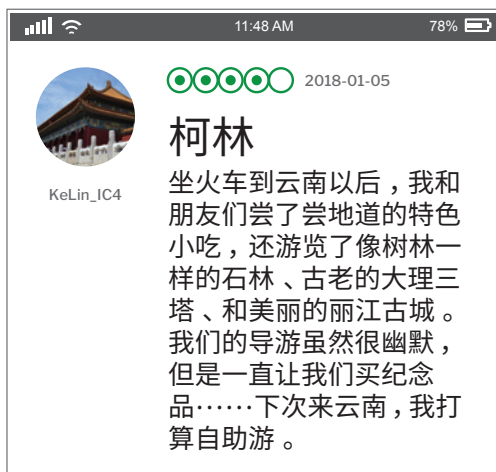 11:48 AM
78%
2018-01-05
柯林
KeLin_IC4
坐火车到云南以后，我和
朋友们尝了尝地道的特色
小吃，还游览了像树林一
样的石林、古老的大理三
塔、和美丽的丽江古城。
我们的导游虽然很幽默，
但是一直让我们买纪念
品……下次来云南，我打
算自助游。